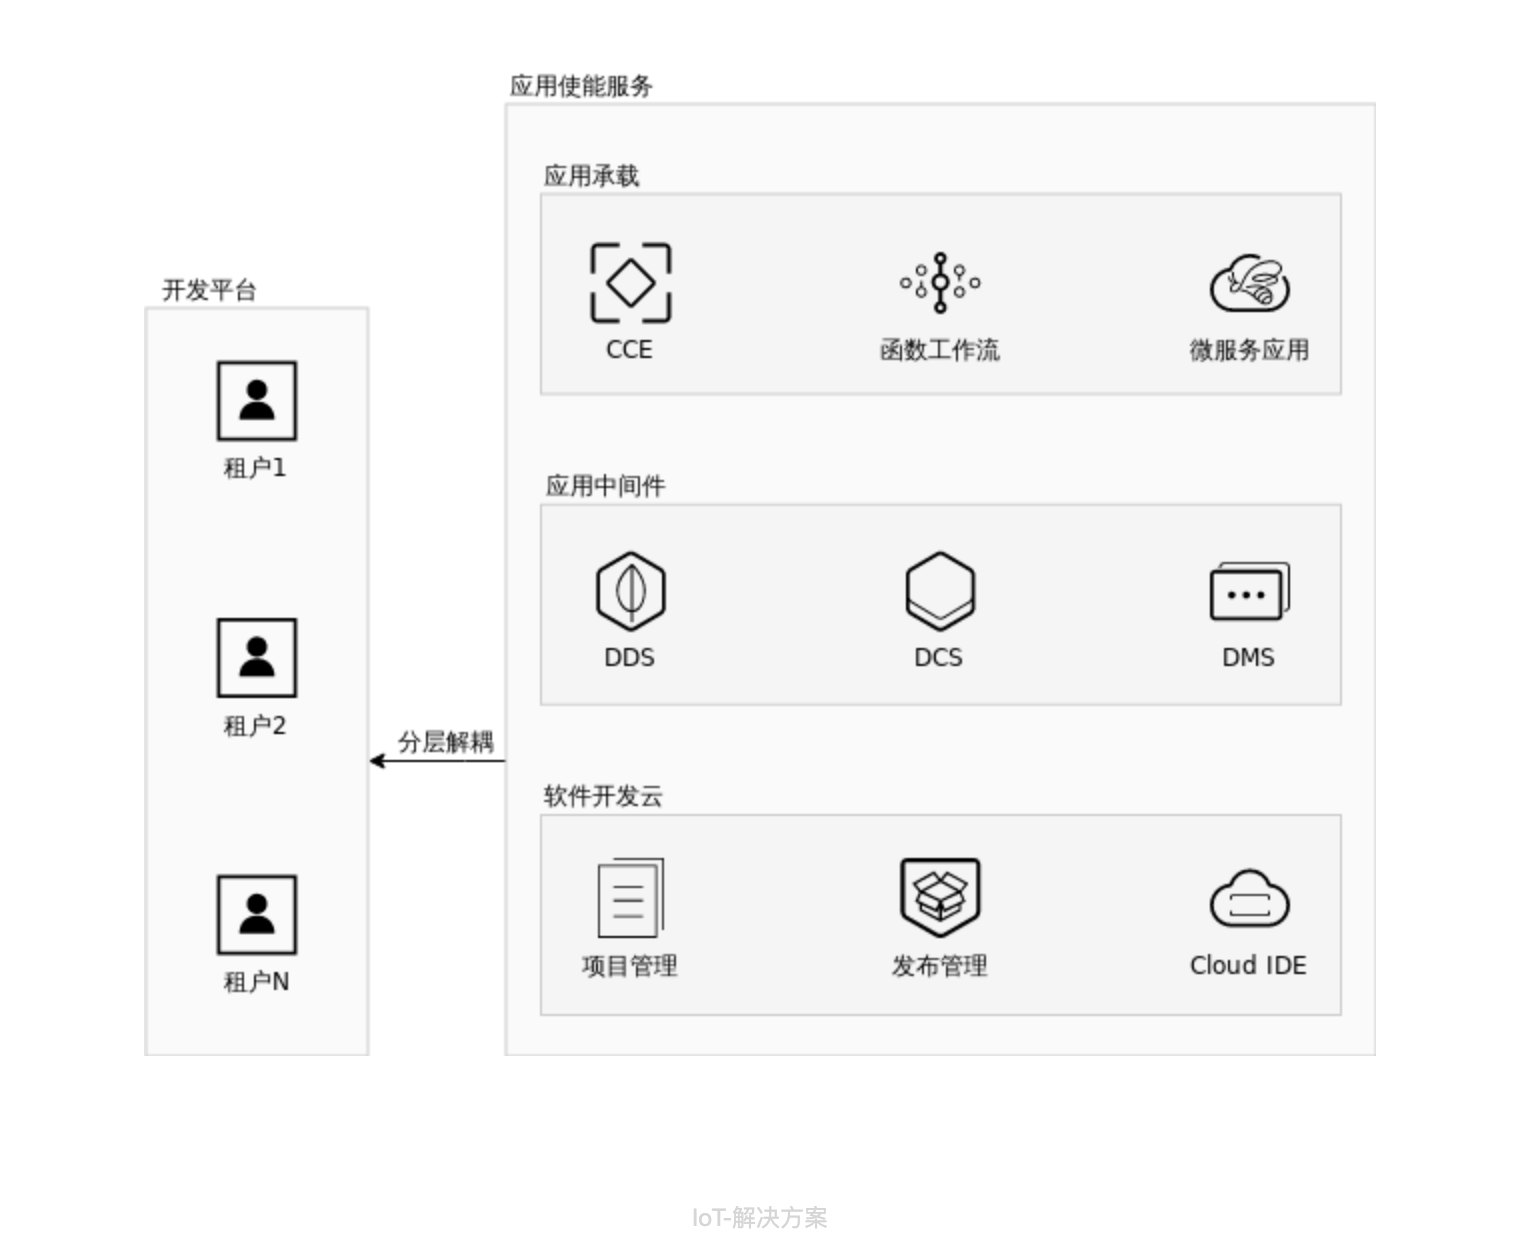 应用使能服务
应用承载
CCE
函数工作流
微服务应用
开发平台
租户1
租户2
租户N
分层解耦
应用中间件
DDS
DCS
DMS
软件开发云
项目管理
发布管理
Cloud IDE
IoT-解决方案